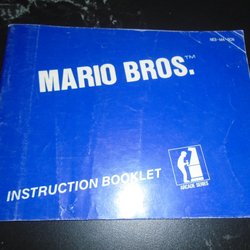 MARIO BROS.™
INSTRUCTION BOOKLET
ARCADE SERIES